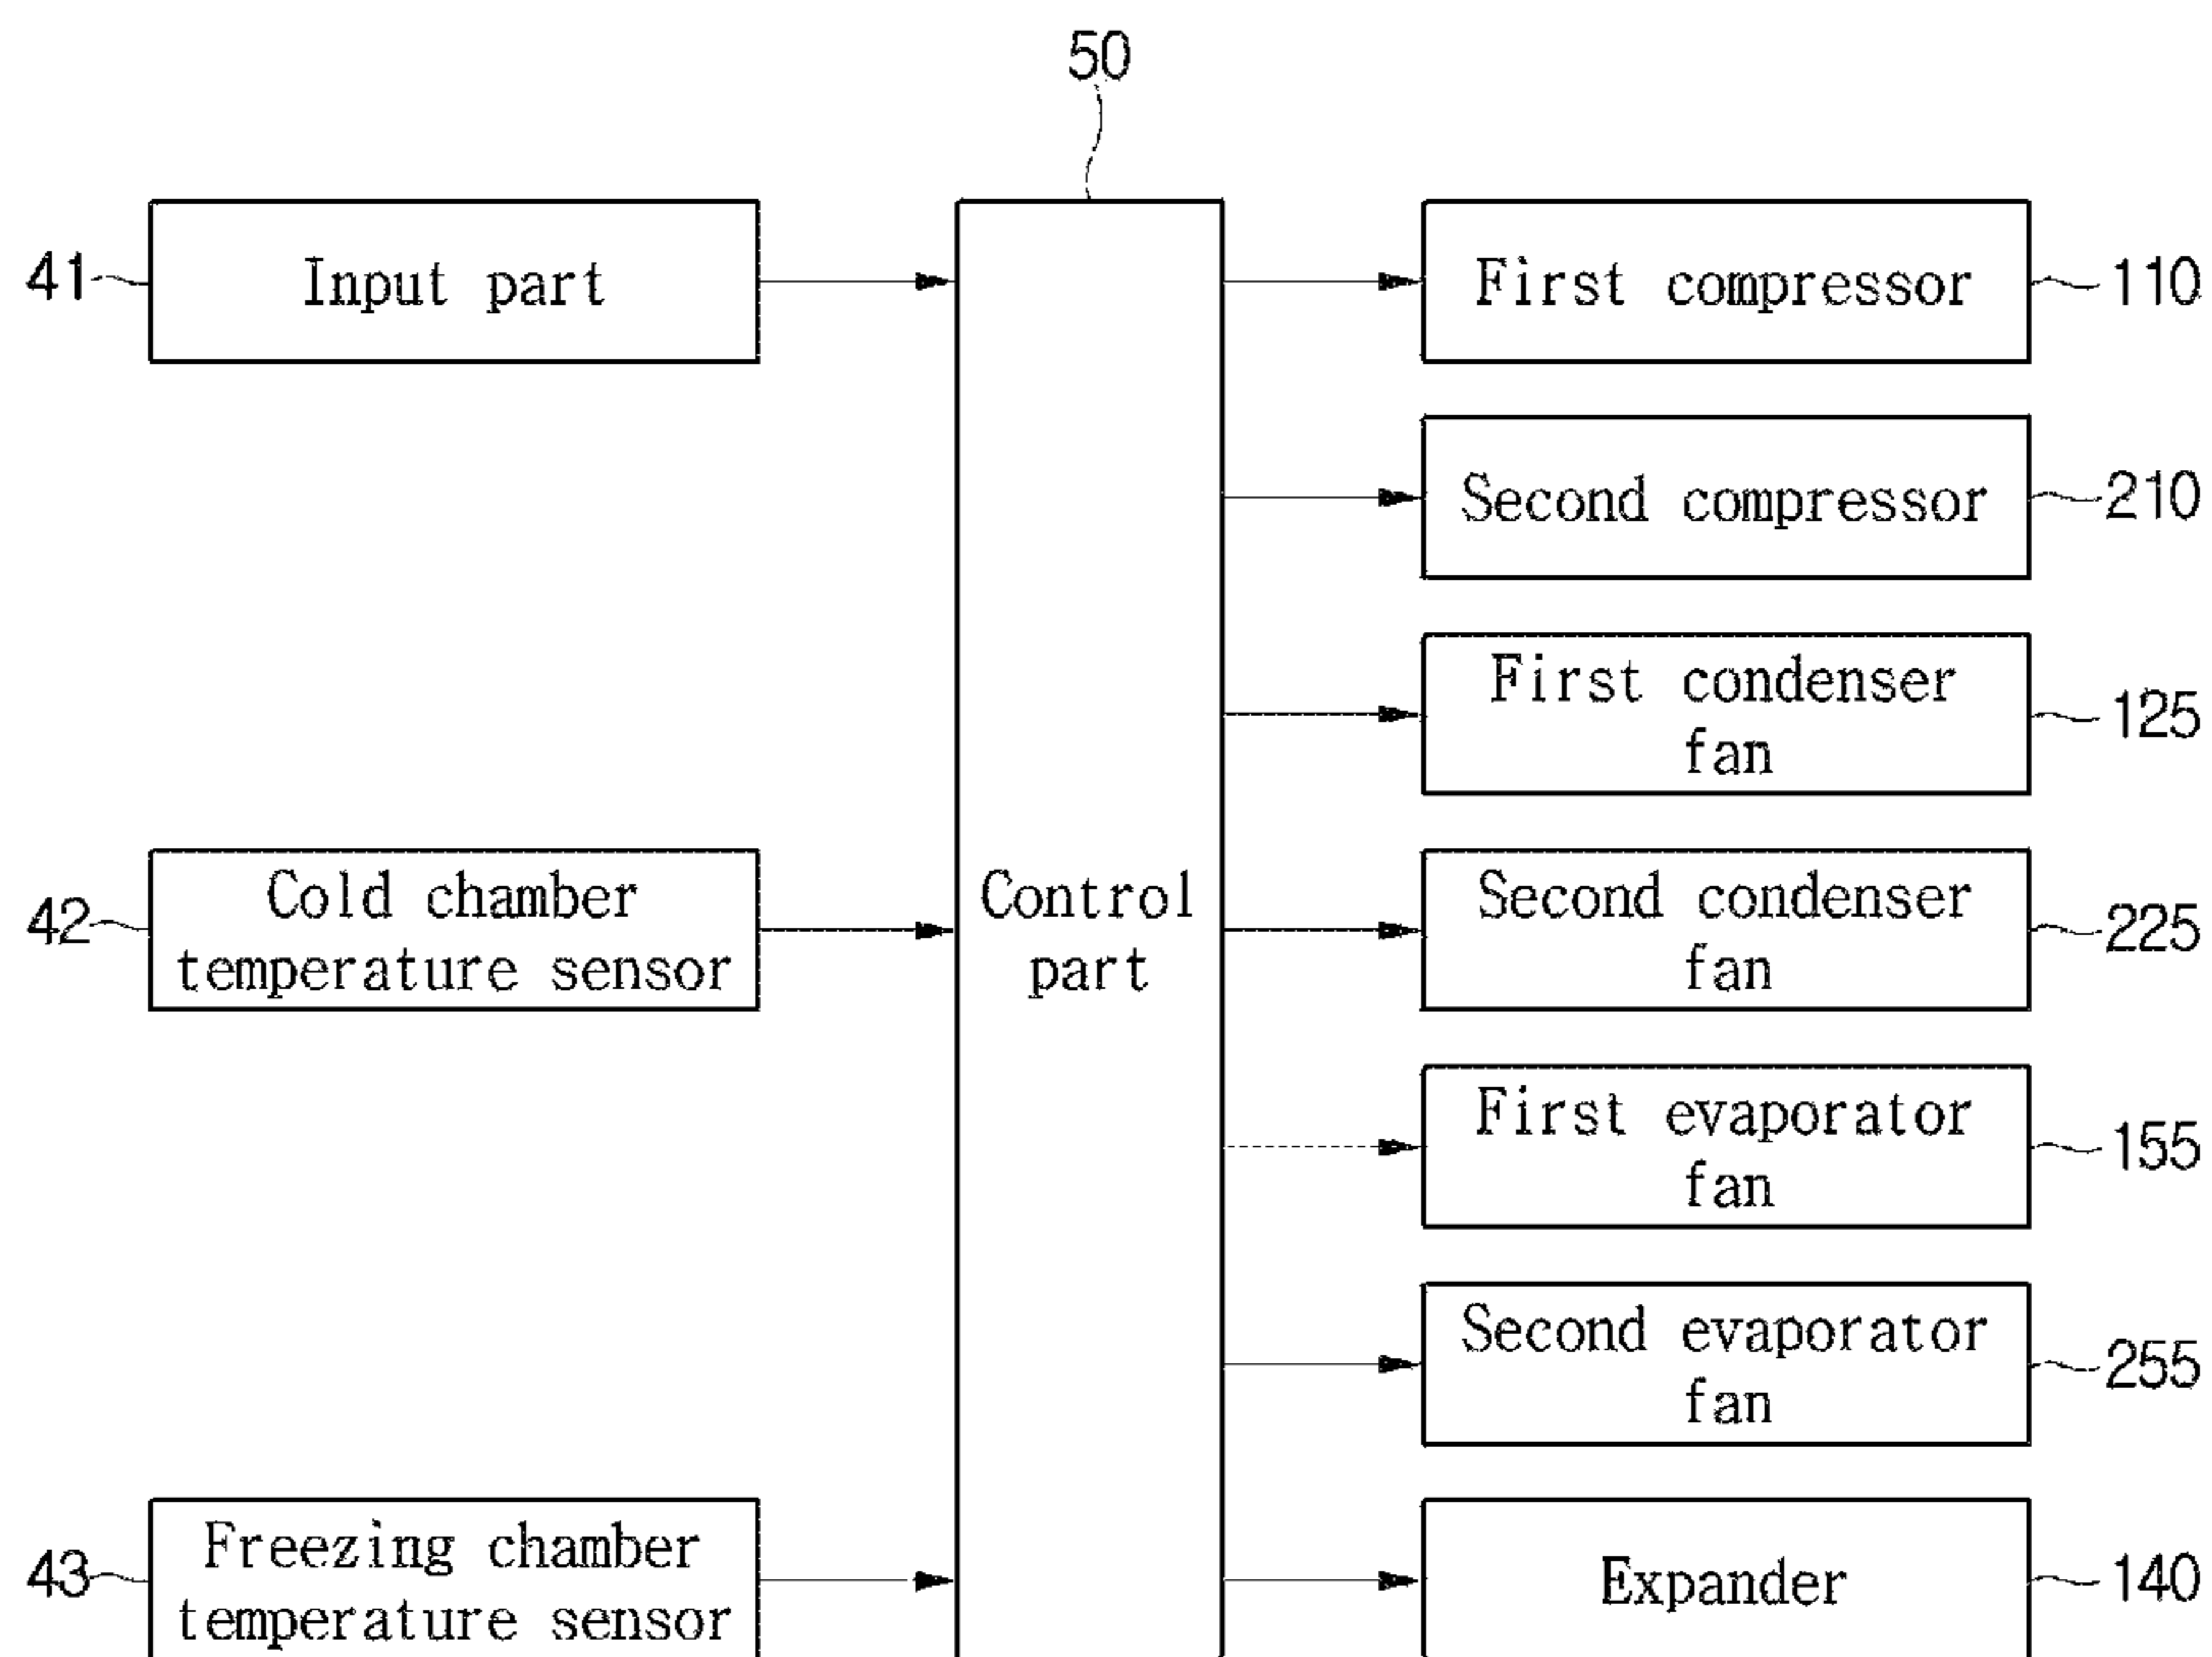 50
41
Input part
First compressor
110
Second compressor
210
First condenser
fan
125
42
Cold chamber
temperature sensor
Control
part
Second condenser
fan
225
First evaporator
fan
155
Second evaporator
fan
255
43
Freezing chamber
temperature sensor
Expander
140